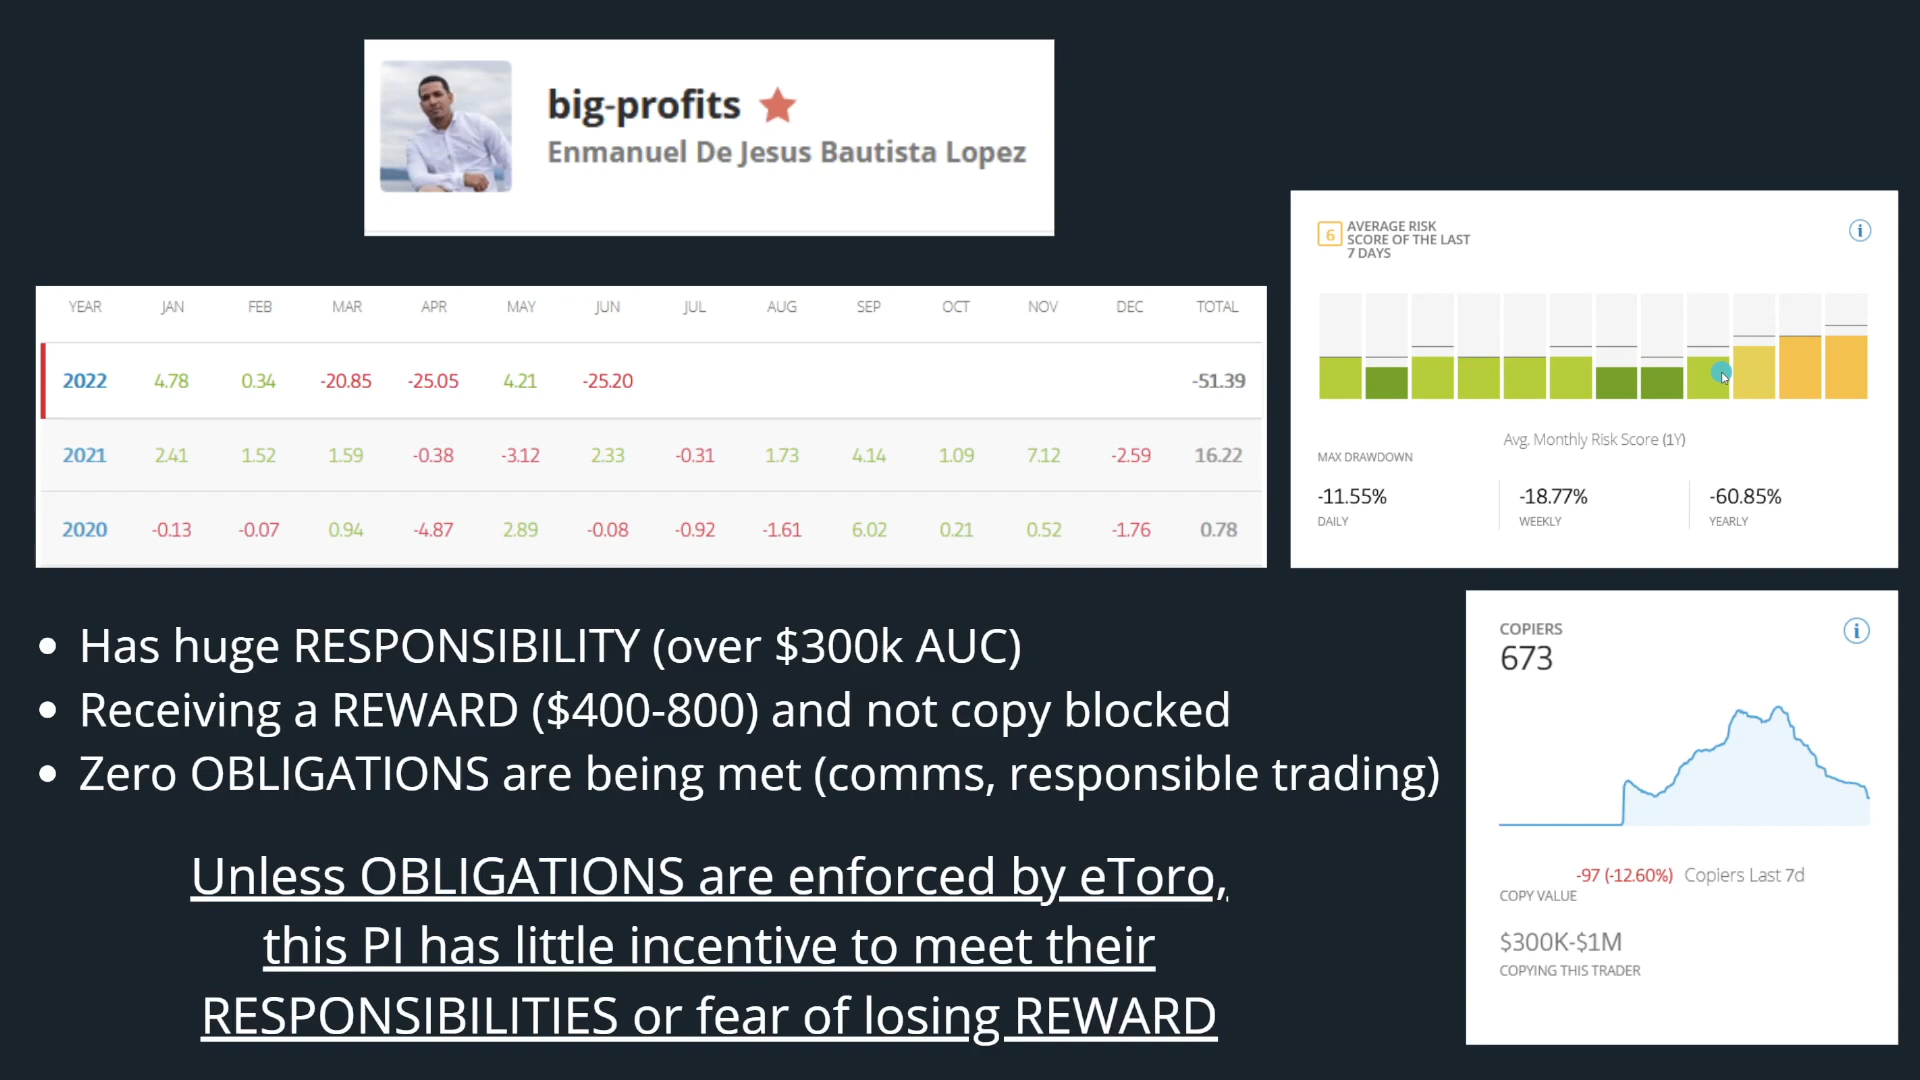 big-profits
Enmanuel De Jesus Bautista Lopez
YEAR JAN FEB MAR APR MAY JUN JUL AUG SEP OCT NOV DEC TOTAL
2022 4.78 0.34 -20.85 -25.05 4.21 -25.20 -51.39
2021 2.41 1.52 1.59 -0.38 -3.12 2.33 -0.31 1.73 4.14 1.09 7.12 -2.59 16.22
2020 -0.13 -0.07 0.94 -4.87 2.89 -0.08 -0.92 -1.61 6.02 0.21 0.52 -1.76 0.78
6 AVERAGE RISK
SCORE OF THE LAST
7 DAYS
i
Avg. Monthly Risk Score (1Y)
MAX DRAWDOWN
-11.55% -18.77% -60.85%
DAILY WEEKLY YEARLY
• Has huge RESPONSIBILITY (over $300k AUC)
• Receiving a REWARD ($400-800) and not copy blocked
• Zero OBLIGATIONS are being met (comms, responsible trading)
Unless OBLIGATIONS are enforced by eToro,
this PI has little incentive to meet their
RESPONSIBILITIES or fear of losing REWARD
COPIERS
673
i
-97 (-12.60%) Copiers Last 7d
COPY VALUE
$300K-$1M
COPYING THIS TRADER